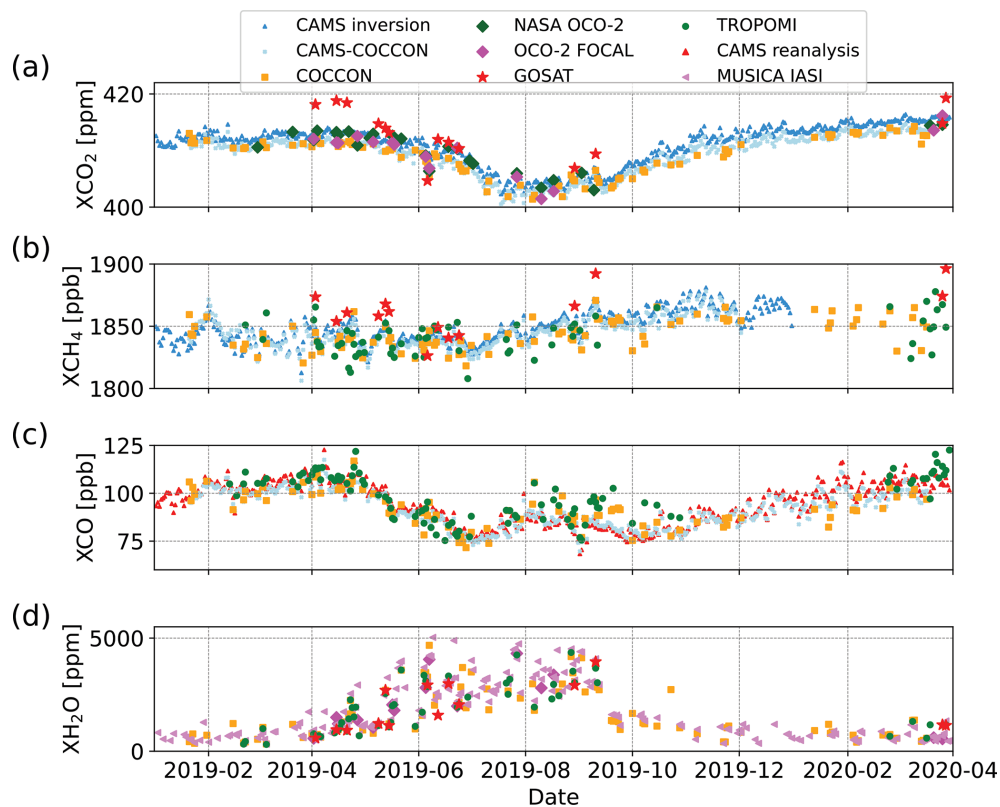 CAMS inversion NASA OCO-2 TROPOMI
CAMS-COCCON OCO-2 FOCAL CAMS reanalysis
COCCON GOSAT MUSICA IASI
(a)
420
400
XCO₂ [ppm]
(b)
1900
1850
1800
XCH₄ [ppb]
(c)
125
100
75
XCO [ppb]
(d)
5000
0
XH₂O [ppm]
2019-02 2019-04 2019-06 2019-08 2019-10 2019-12 2020-02 2020-04
Date